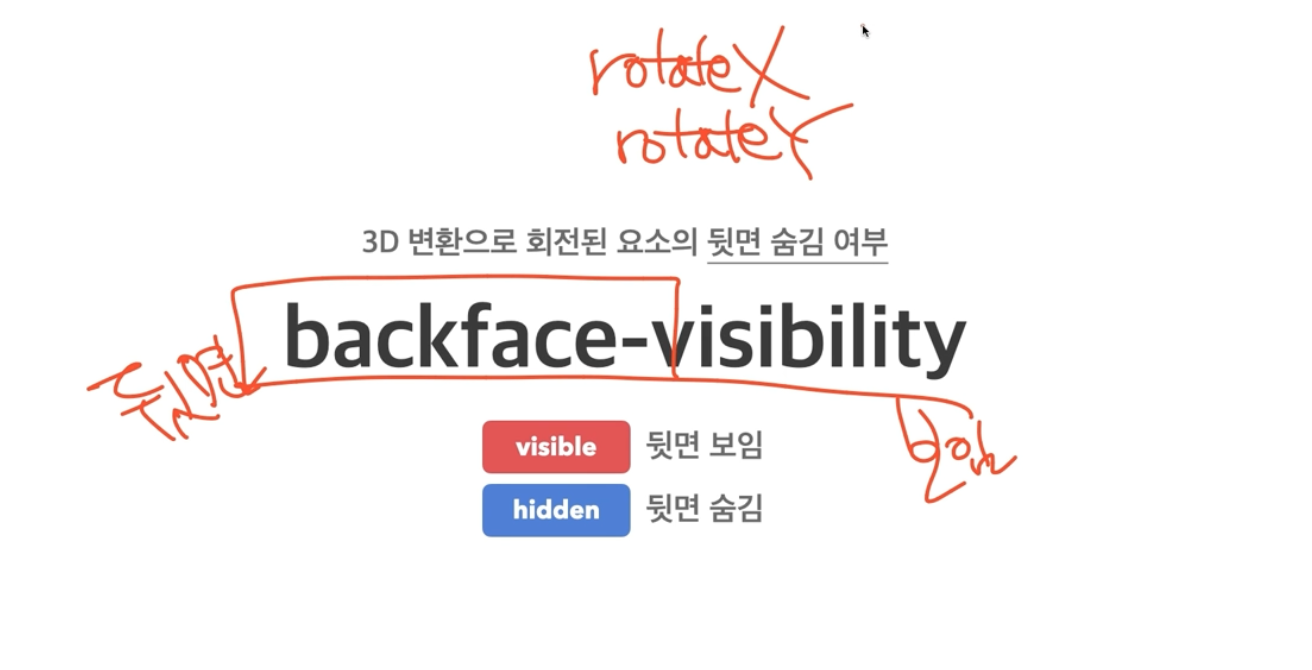 rotateX
rotateY
3D 변환으로 회전된 요소의 뒷면 숨김 여부
backface-visibility
뒷면
보임
visible 뒷면 보임
hidden 뒷면 숨김